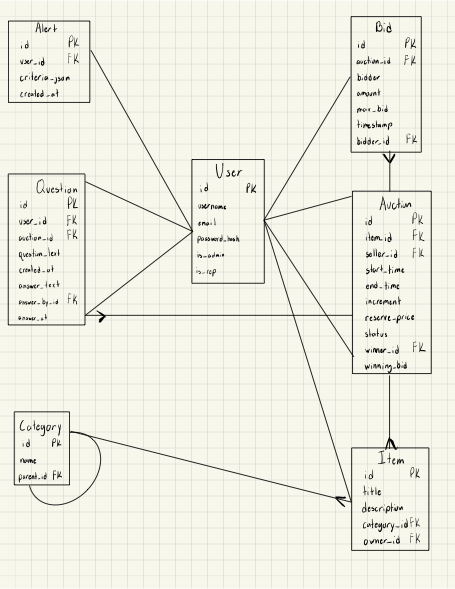 Alert
id PK
user_id FK
criteria_json
created_at
Bid
id PK
auction_id FK
bidder
amount
max_bid
timestamp
bidder_id FK
User
id PK
username
email
password_hash
is_admin
is_rep
Question
id PK
user_id FK
auction_id FK
question_text
created_at
answer_text
answer_by_id FK
answer_at
Auction
id PK
item_id FK
seller_id FK
start_time
end_time
increment
reserve_price
status
winner_id FK
winning_bid
Category
id PK
name
parent_id FK
Item
id PK
title
description
category_id FK
owner_id FK